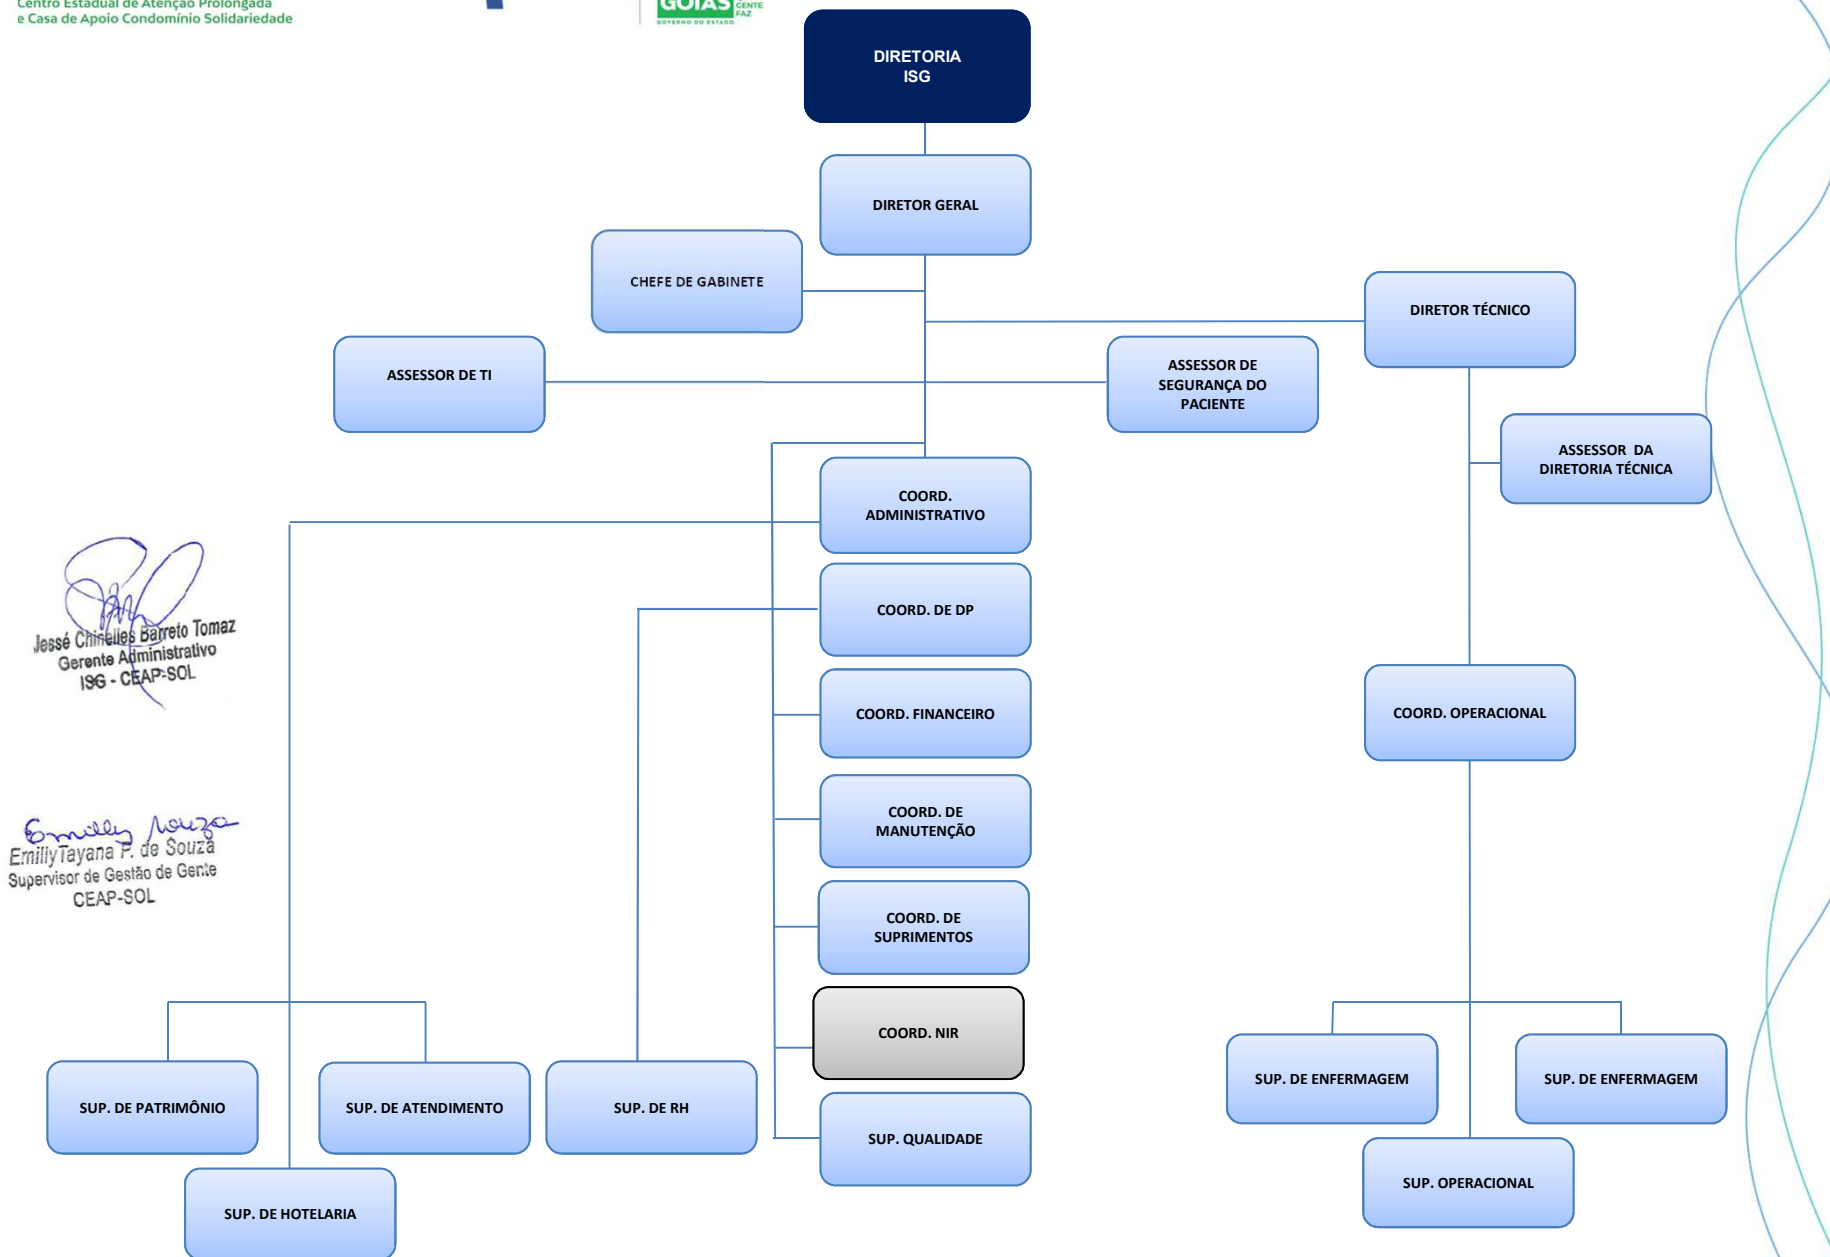 Centro Estadual de Atenção Prolongada
e Casa de Apoio Condomínio Solidariedade
GOIÁS
GOVERNO DO ESTADO
GENTE
FAZ
DIRETORIA
ISG
DIRETOR GERAL
CHEFE DE GABINETE
DIRETOR TÉCNICO
ASSESSOR DE TI
ASSESSOR DE
SEGURANÇA DO
PACIENTE
ASSESSOR DA
DIRETORIA TÉCNICA
COORD.
ADMINISTRATIVO
COORD. DE DP
Jessé Chinelles Barreto Tomaz
Gerente Administrativo
ISG - CEAP-SOL
COORD. FINANCEIRO
COORD. OPERACIONAL
COORD. DE
MANUTENÇÃO
Emilly Souza
Emilly Tayana P. de Souza
Supervisor de Gestão de Gente
CEAP-SOL
COORD. DE
SUPRIMENTOS
COORD. NIR
SUP. DE PATRIMÔNIO
SUP. DE ATENDIMENTO
SUP. DE RH
SUP. QUALIDADE
SUP. DE ENFERMAGEM
SUP. DE ENFERMAGEM
SUP. DE HOTELARIA
SUP. OPERACIONAL